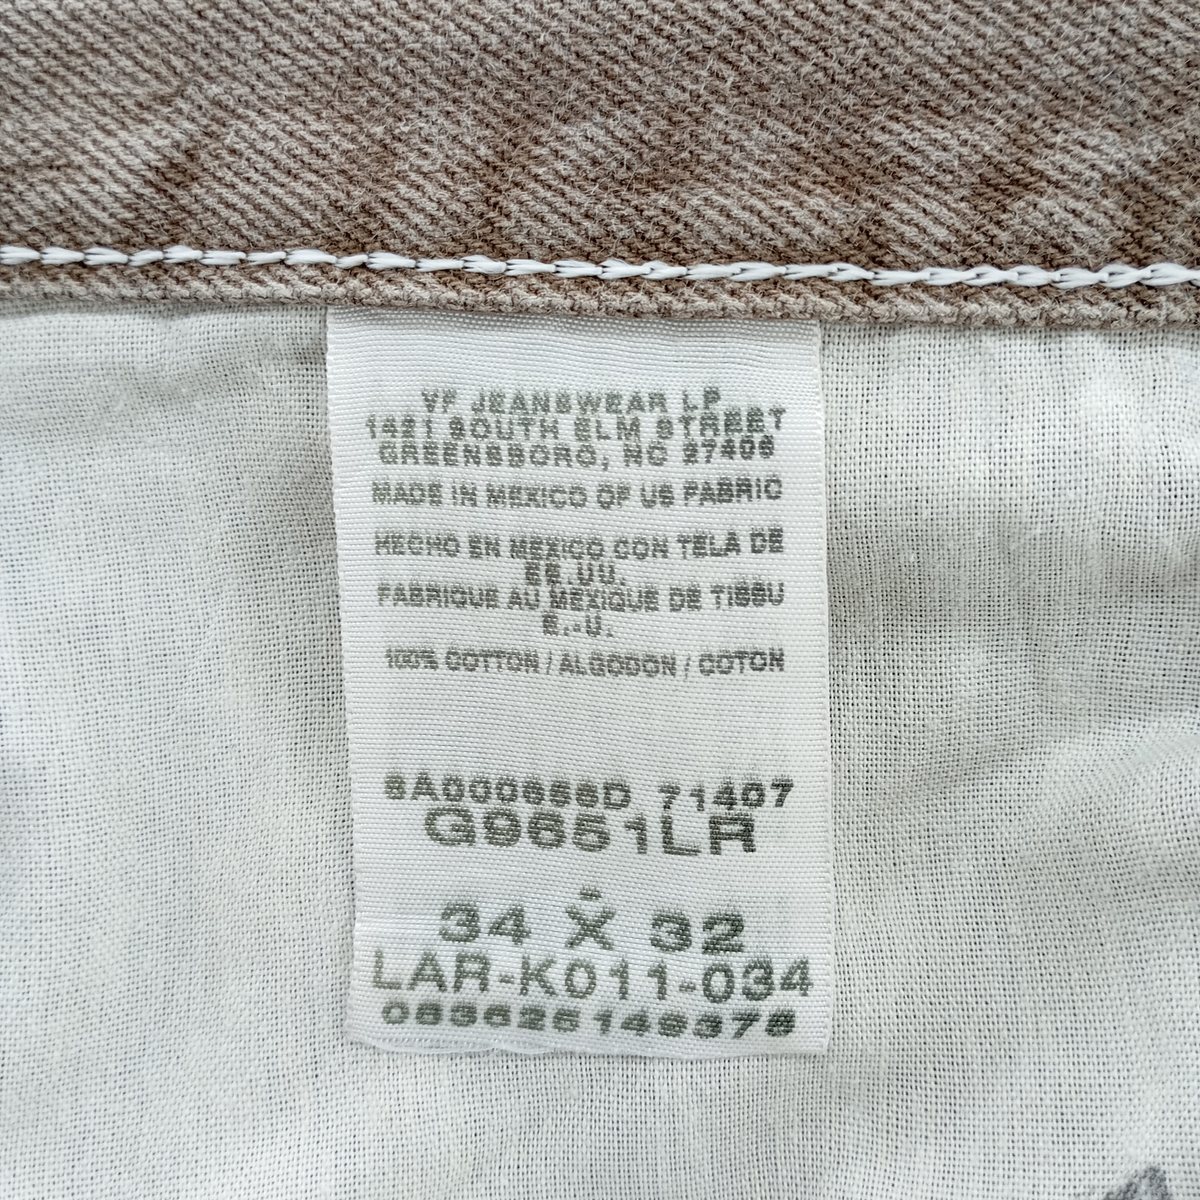 VF JEANSWEAR LP
1421 SOUTH ELM STREET
GREENSBORO, NC 27406
MADE IN MEXICO OF US FABRIC
HECHO EN MEXICO CON TELA DE
EE.UU.
FABRIQUE AU MEXIQUE DE TISSU
E.-U.
100% COTTON / ALGODON / COTON
71407
G9651LR
34 X 32
LAR-K011-034